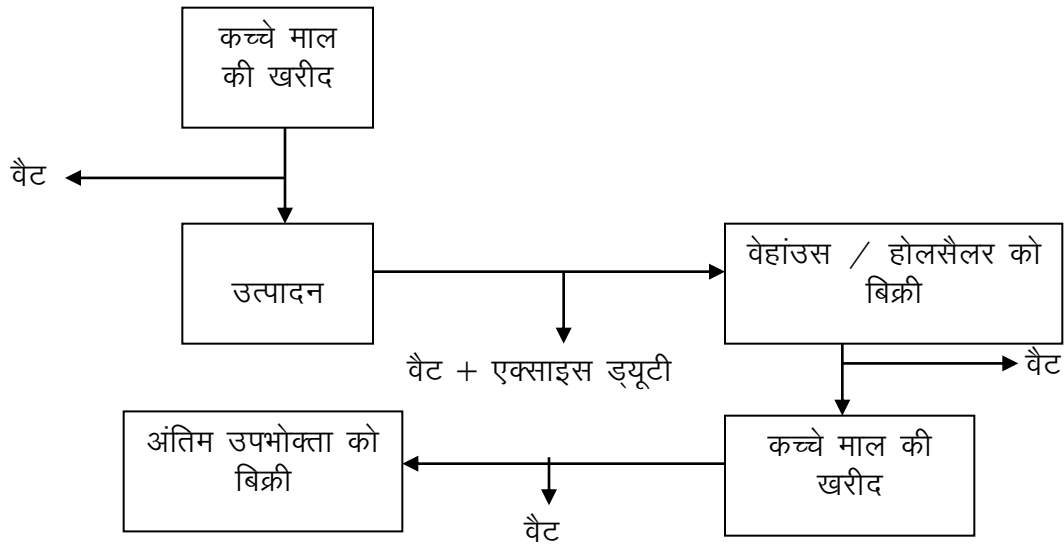 कच्चे माल
की खरीद
वैट
उत्पादन
वेहांउस / होलसैलर को
बिक्री
वैट + एक्साइस ड्यूटी
वैट
अंतिम उपभोक्ता को
बिक्री
कच्चे माल की
खरीद
वैट